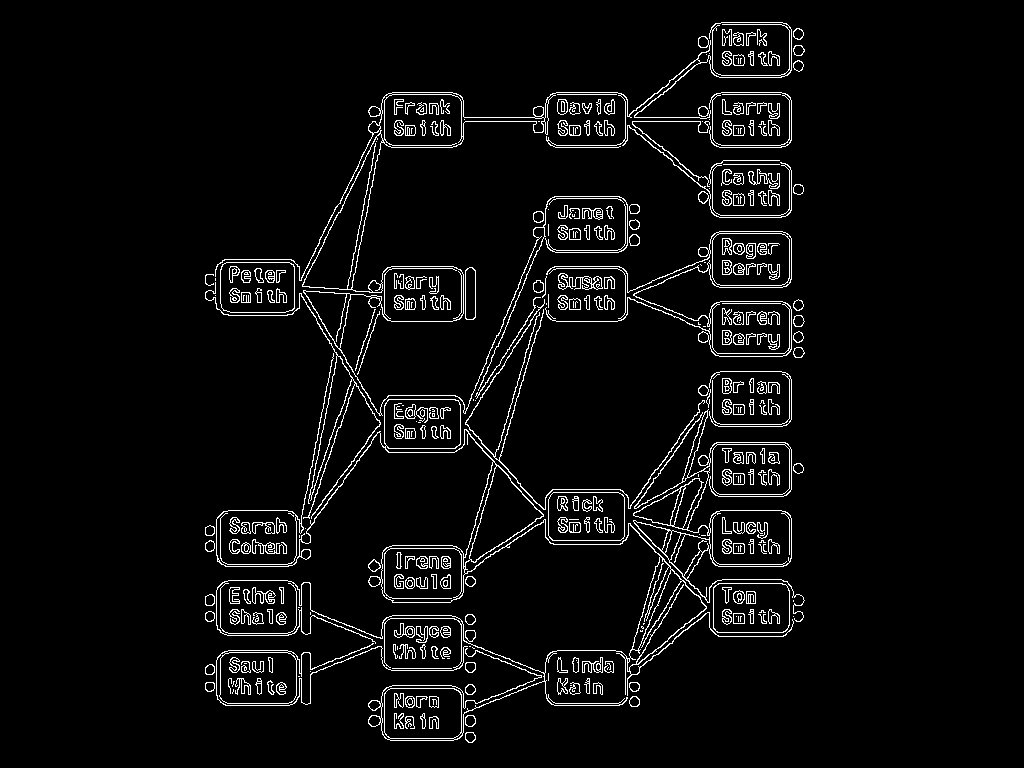 Mark
Smith
Frank
Smith
David
Smith
Larry
Smith
Cathy
Smith
Janet
Smith
Roger
Berry
Peter
Smith
Mary
Smith
Susan
Smith
Karen
Berry
Edgar
Smith
Brian
Smith
Tania
Smith
Rick
Smith
Sarah
Cohen
Lucy
Smith
Irene
Gould
Ethel
Shale
Tom
Smith
Joyce
White
Saul
White
Linda
Kain
Norm
Kain